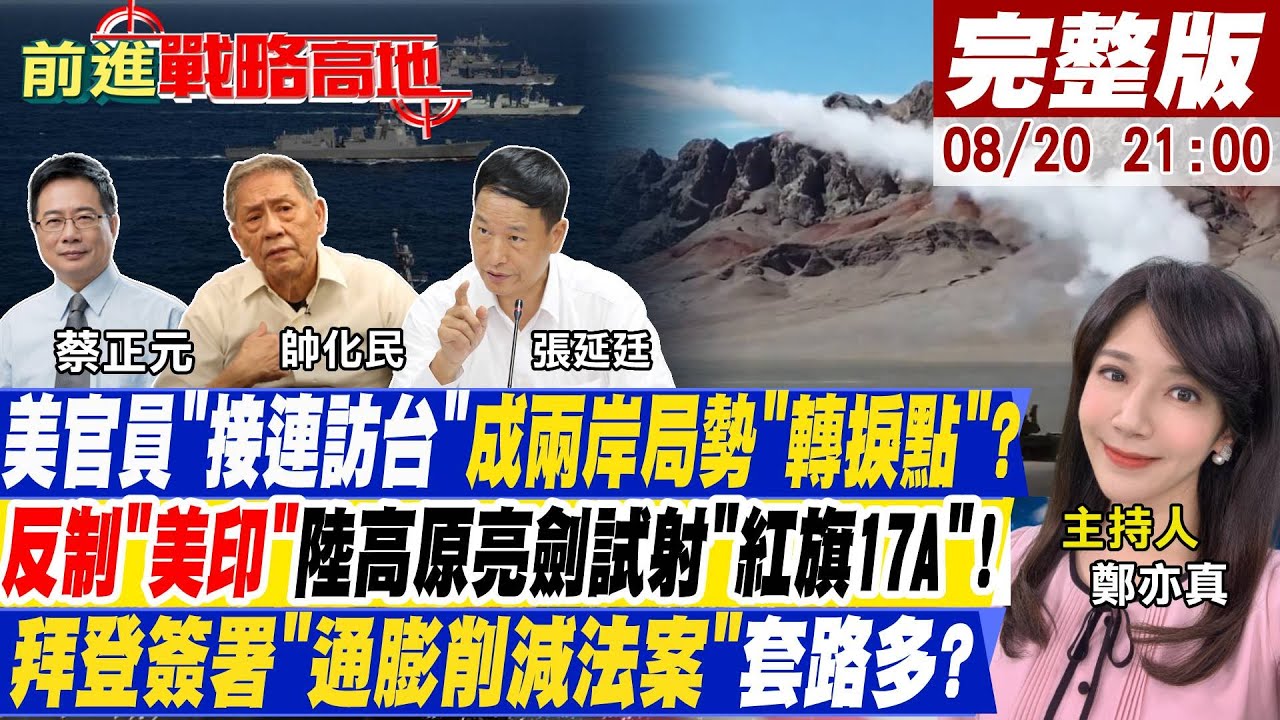 前進戰略高地
完整版
08/20 21:00
蔡正元
帥化民
張延廷
美官員"接連訪台"成兩岸局勢"轉捩點"?
反制"美印"陸高原亮劍試射"紅旗17A"!
拜登簽署"通膨削減法案"套路多?
主持人
鄭亦真